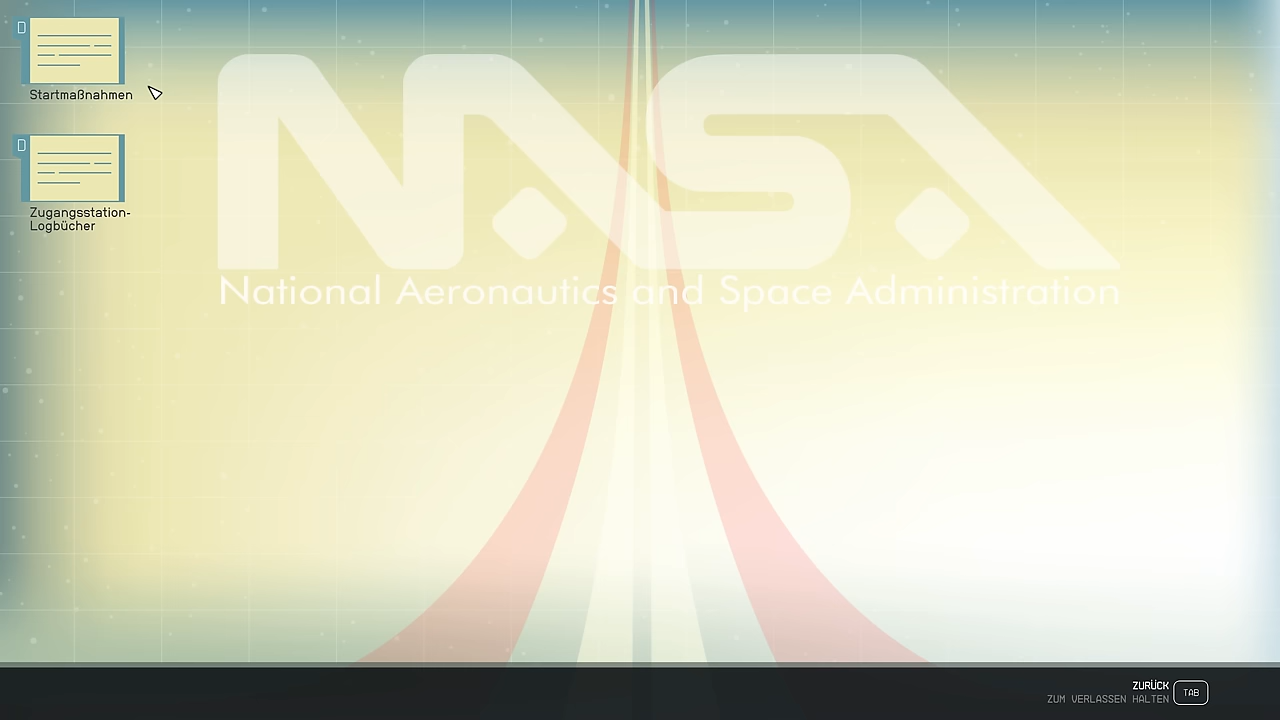 D
Startmaßnahmen
D
Zugangsstation-
Logbücher
NASA
National Aeronautics and Space Administration
ZURÜCK
ZUM VERLASSEN HALTEN
TAB